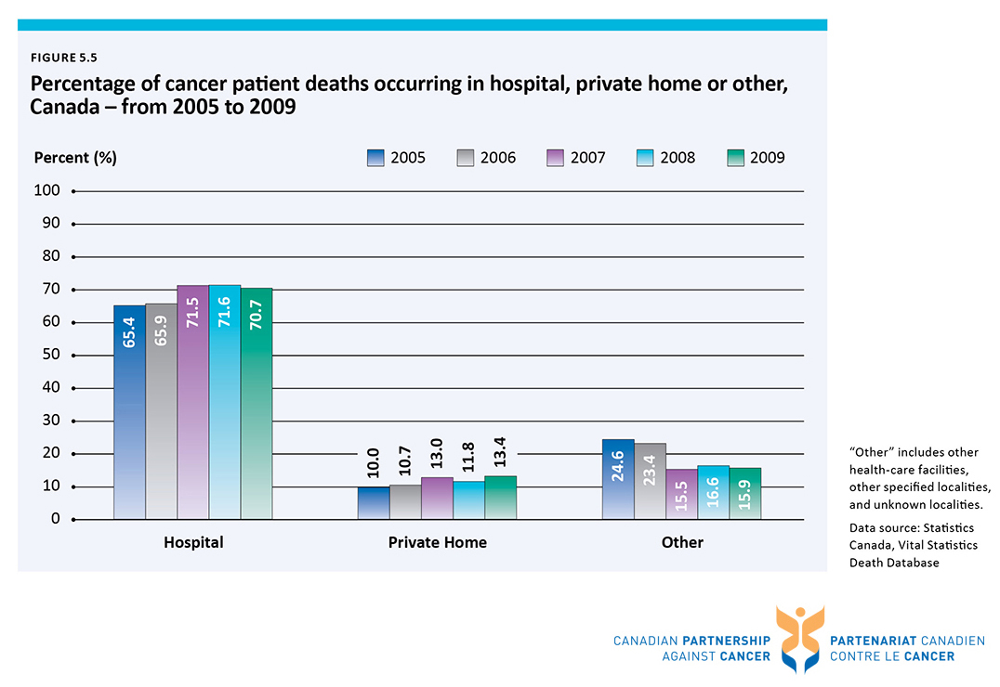 FIGURE 5.5
Percentage of cancer patient deaths occurring in hospital, private home or other,
Canada – from 2005 to 2009
Percent (%)
2005 2006 2007 2008 2009
100
90
80
70
60
50
40
30
20
10
0
65.4 65.9 71.5 71.6 70.7
10.0 10.7 13.0 11.8 13.4
24.6 23.4 15.5 16.6 15.9
Hospital Private Home Other
“Other” includes other
health-care facilities,
other specified localities,
and unknown localities.
Data source: Statistics
Canada, Vital Statistics
Death Database
CANADIAN PARTNERSHIP
AGAINST CANCER
PARTENARIAT CANADIEN
CONTRE LE CANCER